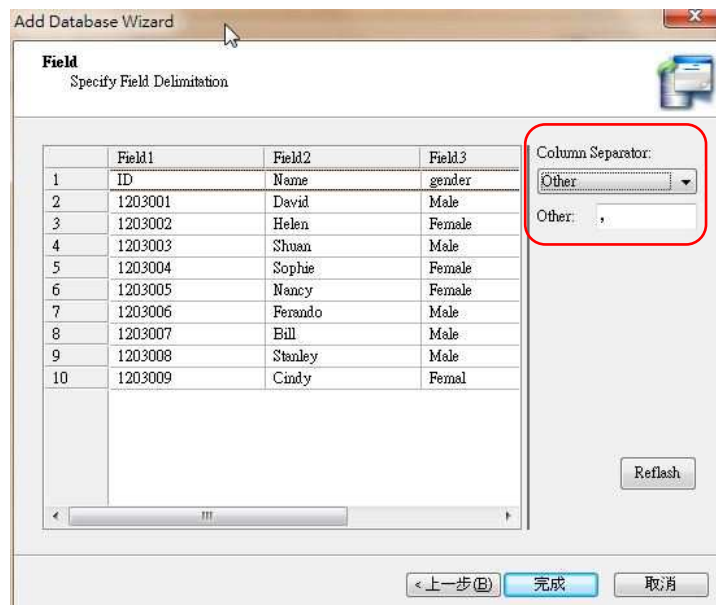 Add Database Wizard
Field
Specify Field Delimitation
Field1 Field2 Field3
1 ID Name gender
2 1203001 David Male
3 1203002 Helen Female
4 1203003 Shuan Male
5 1203004 Sophie Female
6 1203005 Nancy Female
7 1203006 Ferando Male
8 1203007 Bill Male
9 1203008 Stanley Male
10 1203009 Cindy Femal
Column Separator:
Other
Other: ,
Reflash
<上一步(B) 完成 取消